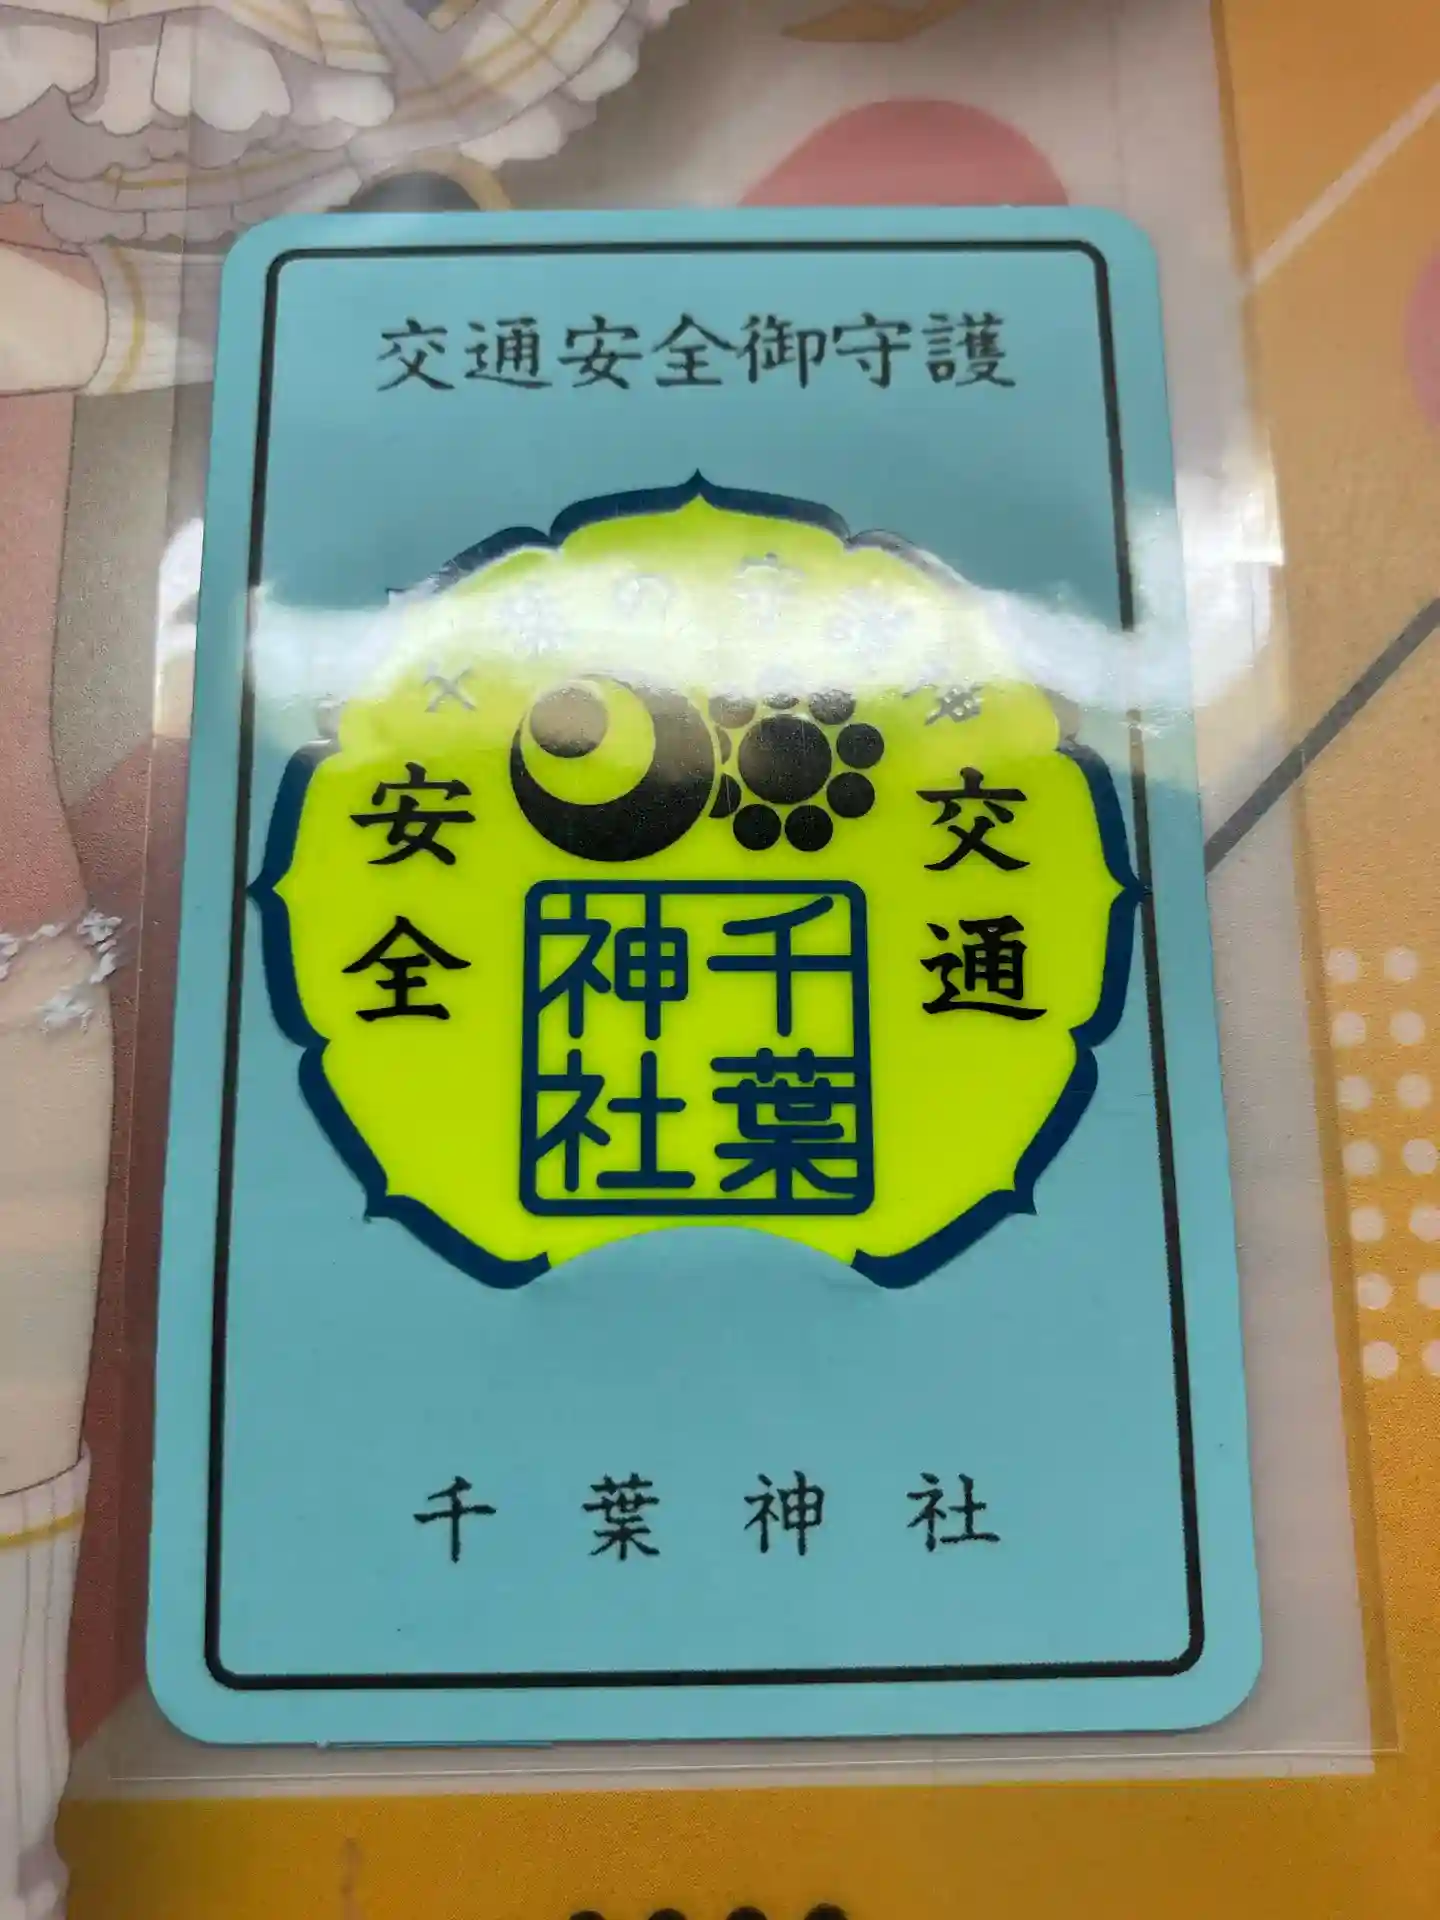 交通安全御守護
交通
安全
千葉
神社
千葉神社